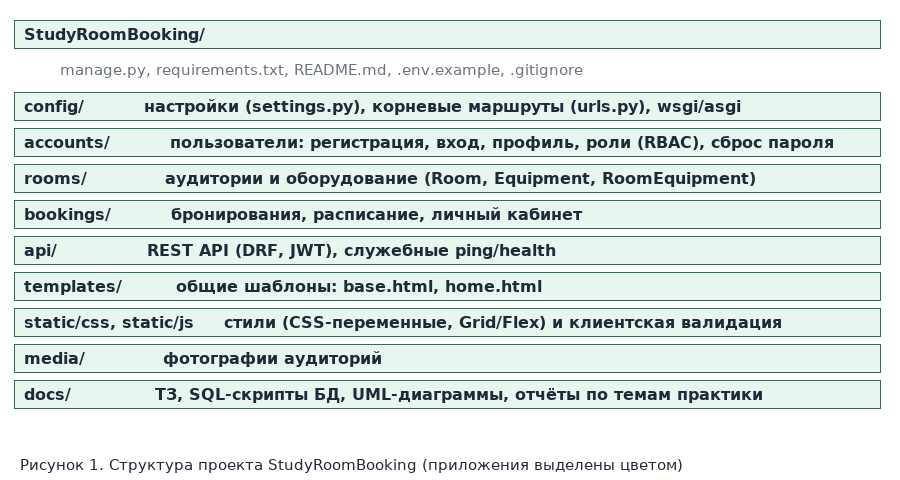 StudyRoomBooking/
manage.py, requirements.txt, README.md, .env.example, .gitignore
config/ настройки (settings.py), корневые маршруты (urls.py), wsgi/asgi
accounts/ пользователи: регистрация, вход, профиль, роли (RBAC), сброс пароля
rooms/ аудитории и оборудование (Room, Equipment, RoomEquipment)
bookings/ бронирования, расписание, личный кабинет
api/ REST API (DRF, JWT), служебные ping/health
templates/ общие шаблоны: base.html, home.html
static/css, static/js стили (CSS-переменные, Grid/Flex) и клиентская валидация
media/ фотографии аудиторий
docs/ ТЗ, SQL-скрипты БД, UML-диаграммы, отчёты по темам практики
Рисунок 1. Структура проекта StudyRoomBooking (приложения выделены цветом)